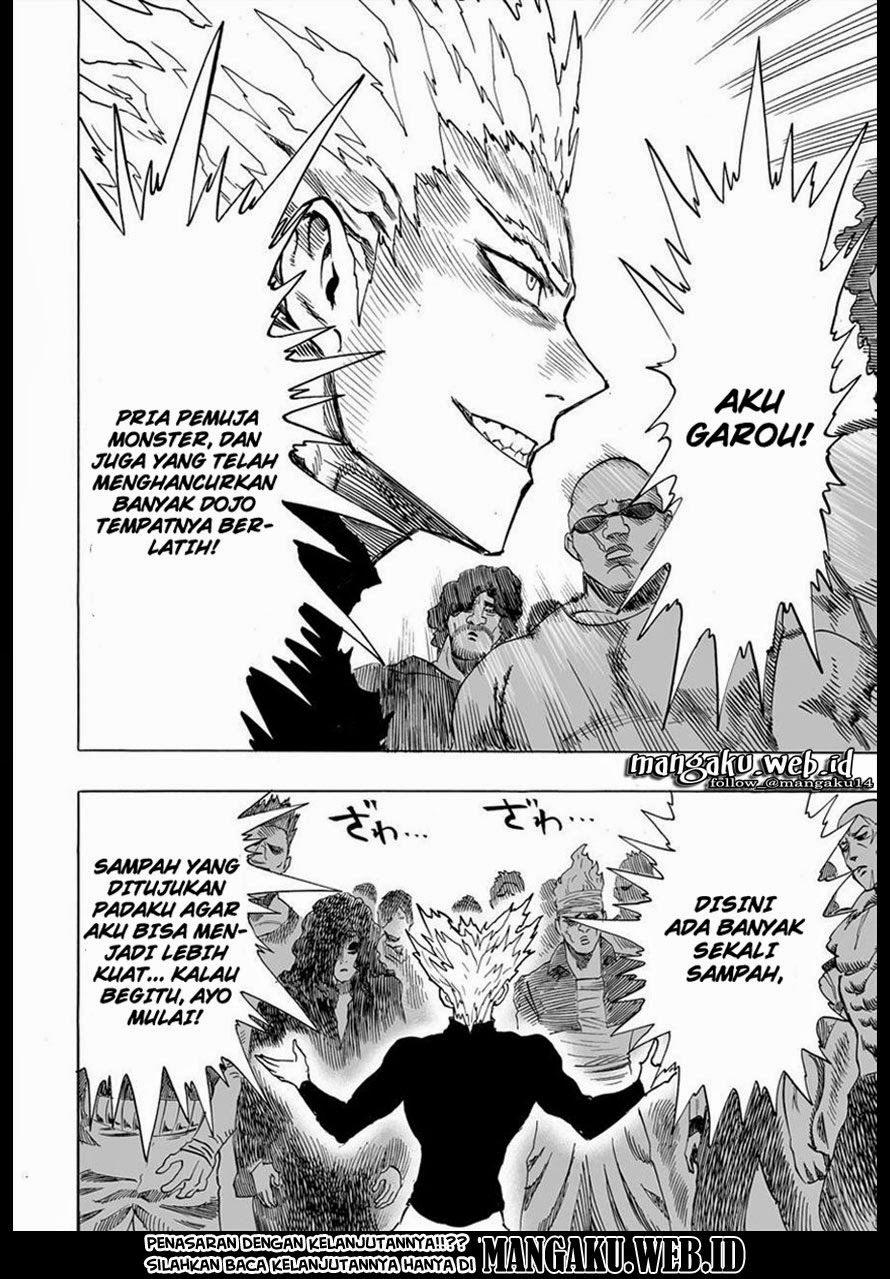 AKU
GAROU!
PRIA PEMUJA
MONSTER, DAN
JUGA YANG TELAH
MENGHANCURKAN
BANYAK DOJO
TEMPATNYA BER-
LATIH!
mangaku.web.id
follow_@mangaku14
ざわ…
ざわ…
DISINI
ADA BANYAK
SEKALI
SAMPAH,
SAMPAH YANG
DITUJUKAN
PADAKU AGAR
AKU BISA MEN-
JADI LEBIH
KUAT... KALAU
BEGITU, AYO
MULAI!
PENASARAN DENGAN KELANJUTANNYA!!??
SILAHKAN BACA KELANJUTANNYA HANYA DI
MANGAKU.WEB.ID